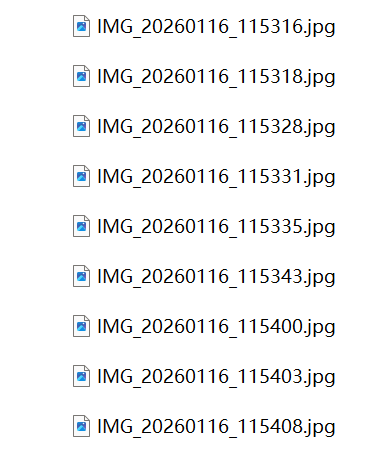 IMG_20260116_115316.jpg
IMG_20260116_115318.jpg
IMG_20260116_115328.jpg
IMG_20260116_115331.jpg
IMG_20260116_115335.jpg
IMG_20260116_115343.jpg
IMG_20260116_115400.jpg
IMG_20260116_115403.jpg
IMG_20260116_115408.jpg